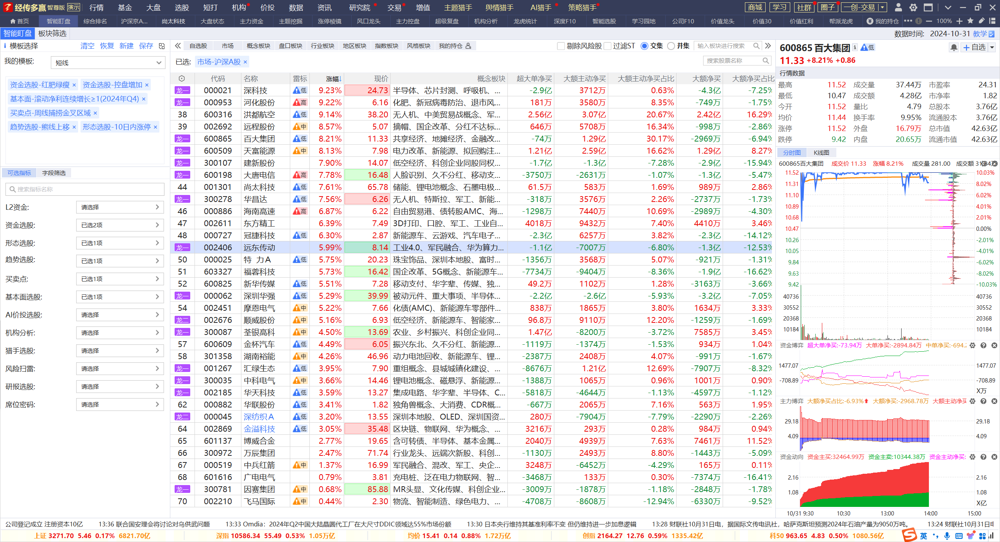 经传多赢 智尊版 演示 行情 基金 大盘 选股 短打 机构 价投 数据 资讯 研究院 交易 增值 主题猎手 舆情猎手 AI猎手 策略猎手 商城 学习 社群 圈子 一创-交易
首页 智能盯盘 综合排名 沪深京A... 尚太科技 大盘状态 主力资金 主题挖掘 涨停棱镜 风口龙头 主力控盘 超级复盘 机构分析 龙虎统计 深度F10 智能选股 学习园地 公司F10 价值龙头 价值30 价值红利 帮派龙虎 我的持仓 100%
智能盯盘 板块筛选 数据时间: 2024-10-31 教学
模板选择 清空 恢复 新建 保存
我的模板: 短线
资金选股-红肥绿瘦 × 资金选股-控盘增加 ×
基本面-滚动净利连续增长≥1(2024年Q4) ×
买卖点-周线捕捞金叉区域 ×
趋势选股-熊线上移 × 形态选股-10日内涨停 ×
可选指标 字段筛选
搜索指标名称
L2资金: 请选择
资金选股: 已选2项
形态选股: 已选1项
趋势选股: 已选1项
买卖点: 已选1项
基本面选股: 已选1项
AI价投选股: 请选择
机构分析: 请选择
猎手选股: 请选择
风险扫雷: 请选择
研报选股: 请选择
席位密码: 请选择
自选股 市场 概念板块 盘口板块 行业板块 地区板块 指数板块 风格板块 我的持仓 剔除风险股 过滤ST 交集 并集 输入板块进行搜索
已选: 市场-沪深A股 × 搜索股票名称
代码 名称 雷标 涨幅↓ 现价 概念板块 超大单净买 大额主动净买 大额主动净买占比 大额净买 大额净买占比
龙一 000021 深科技 低 9.23% 24.73 半导体、芯片封测、呼吸机、... -2.9亿 3712万 0.63% -4.3亿 -7.25%
龙一 000953 河化股份 高 9.22% 6.16 化肥、新冠病毒防治、退市风... 181万 3580万 8.35% -749万 -1.75%
38 600316 洪都航空 低 9.14% 38.20 无人机、中美贸易战概念、军... 2.56亿 3.07亿 20.67% 2.42亿 16.29%
39 002692 远程股份 中 8.57% 5.07 摘帽、国企改革、分红不达标... 646万 5708万 16.34% -998万 -2.86%
龙一 600865 百大集团 低 8.21% 11.33 共享经济、地摊经济、金融改... -74万 1.29亿 30.17% -2969万 -6.94%
龙一 600509 天富能源 中 8.13% 7.98 电力改革、新能源、拟回购注... 1.21亿 2.59亿 16.62% 1.29亿 8.27%
龙一 300107 建新股份 7.90% 14.07 低空经济、科创企业同股同权... -1.7亿 -1.3亿 -7.28% -2.9亿 -15.94%
龙一 600198 大唐电信 高 7.78% 16.48 人脸识别、久不分红、移动支... -3750万 -2631万 -1.07% -1.3亿 -5.47%
44 001301 尚太科技 低 7.61% 65.78 储能、锂电池概念、石墨电极... 61.5万 583万 1.69% 989万 2.86%
龙一 300278 华昌达 低 7.56% 6.26 无人机、特斯拉、军工、新能... -318万 3576万 2.26% -2737万 -1.73%
46 000886 海南高速 高 6.87% 6.22 自由贸易港、债转股AMC、海... -1298万 7440万 10.69% -2989万 -4.30%
47 002611 东方精工 6.39% 7.49 3D打印、口腔、军工、工业自... 4018万 9432万 7.40% 4410万 3.46%
48 000727 冠捷科技 低 6.30% 2.87 新能源车、云游戏、汽车电子... -2.3亿 6257万 3.82% -2.3亿 -14.12%
龙一 002406 远东传动 5.99% 8.14 工业4.0、军民融合、华为算力... -1.1亿 -7007万 -6.80% -1.3亿 -12.53%
50 000025 特 力A 低 5.75% 20.23 珠宝饰品、深圳本地股、富时... -1356万 3568万 5.07% -921万 -1.31%
51 603327 福蓉科技 5.73% 16.42 国企改革、5G概念、新能源车... -7734万 -9404万 -8.36% -1.9亿 -16.62%
52 600825 新华传媒 低 5.51% 7.28 移动支付、华字辈、传媒、独... 49.2万 1102万 1.28% -3163万 -3.66%
龙一 000062 深圳华强 低 5.29% 39.99 被动元件、重大事项、半导体... -2.2亿 -2.6亿 -5.93% -3.2亿 -7.05%
54 002451 摩恩电气 中 5.22% 7.66 化债(AMC)、新能源车零部件... 838万 1865万 3.80% 1634万 3.33%
龙二 002676 顺威股份 中 5.16% 6.93 低空经济、新能源车、智能家... 96.8万 9110万 12.20% -1259万 -1.69%
龙一 300087 荃银高科 中 4.50% 13.69 农业、乡村振兴、科创企业同... 1.47亿 -8200万 -3.72% 7585万 3.45%
57 600609 金杯汽车 低 4.49% 6.05 振兴东北、久不分红、新能源... -1119万 -1374万 -1.53% 934万 1.04%
58 301358 湖南裕能 中 4.26% 46.96 动力电池回收、新能源车、锂... -2387万 2408万 4.07% -991万 -1.67%
龙一 001267 汇绿生态 低 3.95% 7.90 重组概念、县城城镇化建设、... -8676万 1.21亿 12.69% -7907万 -8.32%
龙一 300035 中科电气 中 3.66% 14.46 锂电池概念、磁悬浮、新能源... -1388万 1065万 0.96% 1001万 0.90%
龙一 002185 华天科技 低 3.59% 13.27 集成电路、华字辈、半导体、C... -5818万 -4644万 -1.13% -4597万 -1.12%
62 000882 华联股份 低 3.41% 1.82 独角兽概念、大消费、CDR概... -667万 2065万 7.16% 563万 1.95%
龙二 000045 深纺织A 低 3.20% 13.55 深圳本地股、OLED、深圳国资... 280万 -7904万 -7.79% -2290万 -2.26%
64 002869 金溢科技 低 3.05% 35.48 区块链、物联网、华为概念、... 3216万 293万 0.28% 984万 0.94%
65 601137 博威合金 2.77% 19.65 含可转债、半导体、基本金属... 2040万 4939万 7.63% 7461万 11.52%
66 300972 万辰集团 2.47% 71.74 行业龙头、远端次新股、科创... -1130万 2493万 8.80% -1443万 -5.09%
67 000519 中兵红箭 中 1.37% 16.99 军民融合、混改、军工、央企... 3248万 -6452万 -4.29% 165万 0.11%
68 601616 广电电气 0.79% 3.81 充电桩、泛在电力物联网、智... -3468万 133万 0.30% -7374万 -16.41%
龙一 300781 因赛集团 中 0.68% 85.88 MR头显、文化传媒、科创企业... -3009万 -1878万 -1.18% -2848万 -1.78%
70 002210 飞马国际 中 0.44% 2.30 物流、智能制造、绿色电力、... -4708万 -8608万 -12.94% -6330万 -9.52%
600865 百大集团 低 自选
11.33 +8.21% +0.86
行情数据
最高 11.52 成交量 37.44万 市盈率 24.31
最低 10.47 成交额 4.28亿 市净率 1.82
今开 11.52 量比 4.79 总股本 3.76亿
均价 11.44 换手率 9.95% 流通股本 3.76亿
涨停 11.52 外盘 16.79万 总市值 42.63亿
跌停 9.42 内盘 20.65万 流通市值 42.63亿
分时图 K线图
600865百大集团 成交价 11.33 涨幅 8.21% 成交量 281.00 成交额
11.52 10.03%
11.31 8.02%
11.10 6.02%
10.89 4.01%
10.68 2.01%
10.47 0.00%
10.26 -2.01%
10.05 -4.01%
9.84 -6.02%
9.63 -8.02%
9.42 -10.03%
40736 40736
30552 30552
20368 20368
10184 10184
资金博弈 超大单净买:-73.94万 大单净买:-2894.84万 中单净买:-694.
1477.07 1477.07
-708.89 -708.89
X万
主力博弈 大额净买占比:-6.93% 大额净买:-2968.78万 大额主动净买
29.18 29.18
4.09 4.09
资金动向 资金主买:32464.99万 资金主卖:10344.38万 资金主动净买:
2.16 2.16
1.08 1.08
X亿
10/31 9:30 10:30 13:00 14:00 15:00
公司登记成立 注册资本10亿 13:36 联合国安理会将讨论对乌供武问题 13:33 Omdia：2024年Q2中国大陆晶圆代工厂在大尺寸DDIC领域达55%市场份额 13:30 日本央行维持其基准利率不变 但仍维持进一步加息逻辑 13:28 财联社10月31日电，据国际文传电讯社，哈萨克斯坦预测2024年石油产量为9050万吨。 13:24 财联社10月31日
上证 3271.70 5.46 0.17% 6821.70亿 深指 10586.34 55.49 0.53% 1.05万亿 均价 15.41 0.14 0.88% 1.72万亿 创指 2164.27 12.76 0.59% 1335.42亿 科50 963.65 4.83 0.50% 1080.56亿 英